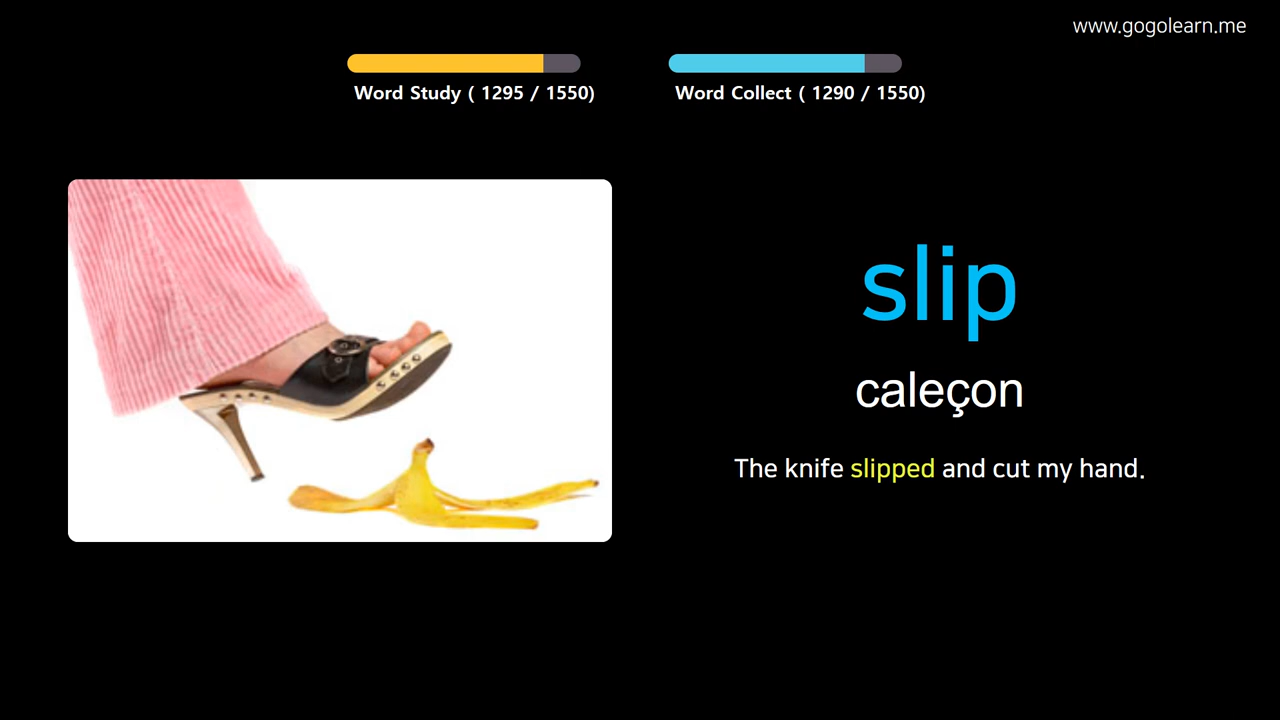 www.gogolearn.me
Word Study ( 1295 / 1550)
Word Collect ( 1290 / 1550)
slip
caleçon
The knife slipped and cut my hand.